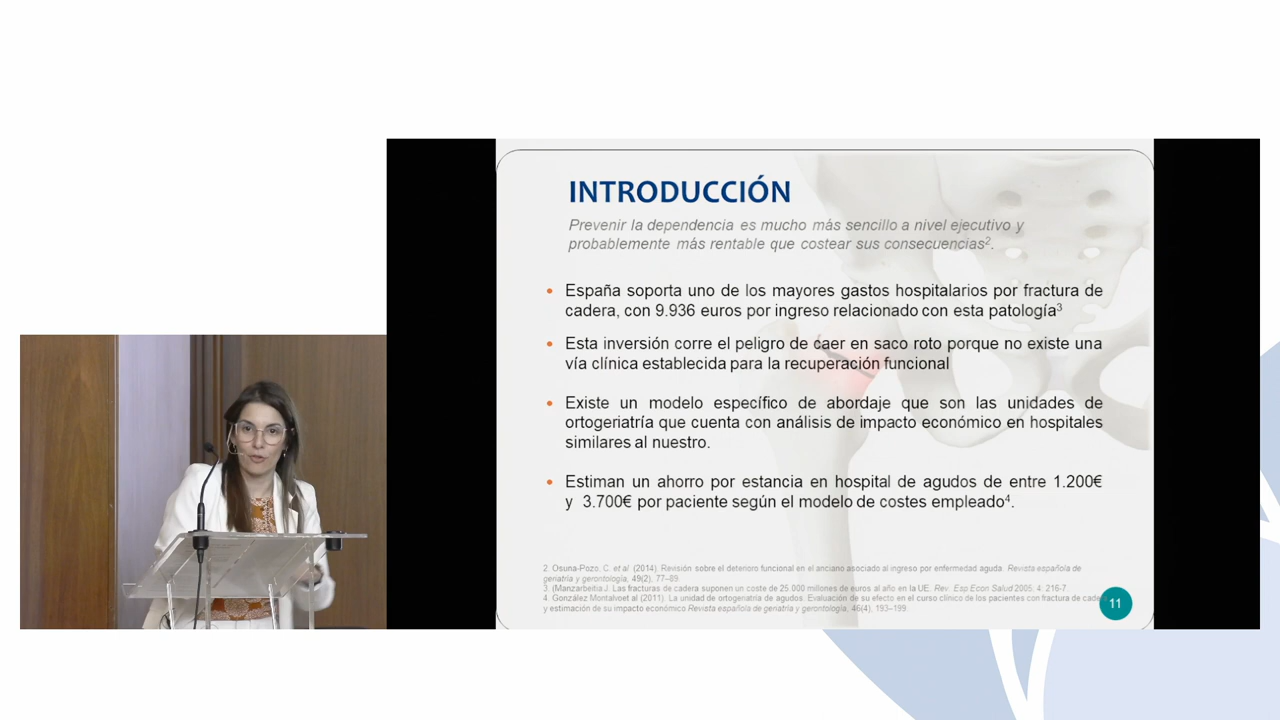 INTRODUCCIÓN
Prevenir la dependencia es mucho más sencillo a nivel ejecutivo y
probablemente más rentable que costear sus consecuencias².
• España soporta uno de los mayores gastos hospitalarios por fractura de
cadera, con 9.936 euros por ingreso relacionado con esta patología³
• Esta inversión corre el peligro de caer en saco roto porque no existe una
vía clínica establecida para la recuperación funcional
• Existe un modelo específico de abordaje que son las unidades de
ortogeriatría que cuenta con análisis de impacto económico en hospitales
similares al nuestro.
• Estiman un ahorro por estancia en hospital de agudos de entre 1.200€
y 3.700€ por paciente según el modelo de costes empleado⁴.
2. Osuna-Pozo, C. et al. (2014). Revisión sobre el deterioro funcional en el anciano asociado al ingreso por enfermedad aguda. Revista española de
geriatría y gerontología, 49(2), 77–89.
3. (Manzarbeitia J. Las fracturas de cadera suponen un coste de 25.000 millones de euros al año en la UE. Rev. Esp Econ Salud 2005; 4: 216-7.
4. González Montalvo et al (2011). La unidad de ortogeriatría de agudos. Evaluación de su efecto en el curso clínico de los pacientes con fractura de cade
y estimación de su impacto económico Revista española de geriatría y gerontología, 46(4), 193–199.
11